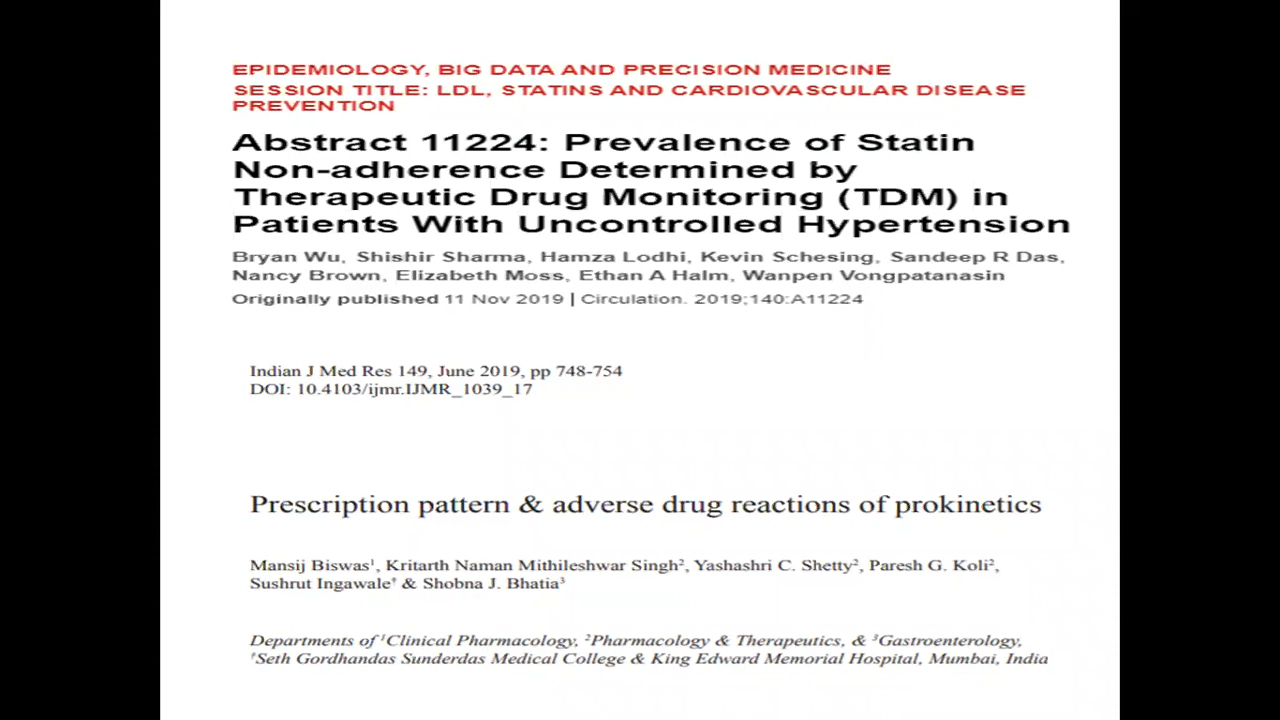 EPIDEMIOLOGY, BIG DATA AND PRECISION MEDICINE
SESSION TITLE: LDL, STATINS AND CARDIOVASCULAR DISEASE
PREVENTION
Abstract 11224: Prevalence of Statin
Non-adherence Determined by
Therapeutic Drug Monitoring (TDM) in
Patients With Uncontrolled Hypertension
Bryan Wu, Shishir Sharma, Hamza Lodhi, Kevin Schesing, Sandeep R Das,
Nancy Brown, Elizabeth Moss, Ethan A Halm, Wanpen Vongpatanasin
Originally published 11 Nov 2019 | Circulation. 2019;140:A11224
Indian J Med Res 149, June 2019, pp 748-754
DOI: 10.4103/ijmr.IJMR_1039_17
Prescription pattern & adverse drug reactions of prokinetics
Mansij Biswas¹, Kritarth Naman Mithileshwar Singh², Yashashri C. Shetty², Paresh G. Koli²,
Sushrut Ingawale† & Shobna J. Bhatia³
Departments of ¹Clinical Pharmacology, ²Pharmacology & Therapeutics, & ³Gastroenterology,
†Seth Gordhandas Sunderdas Medical College & King Edward Memorial Hospital, Mumbai, India